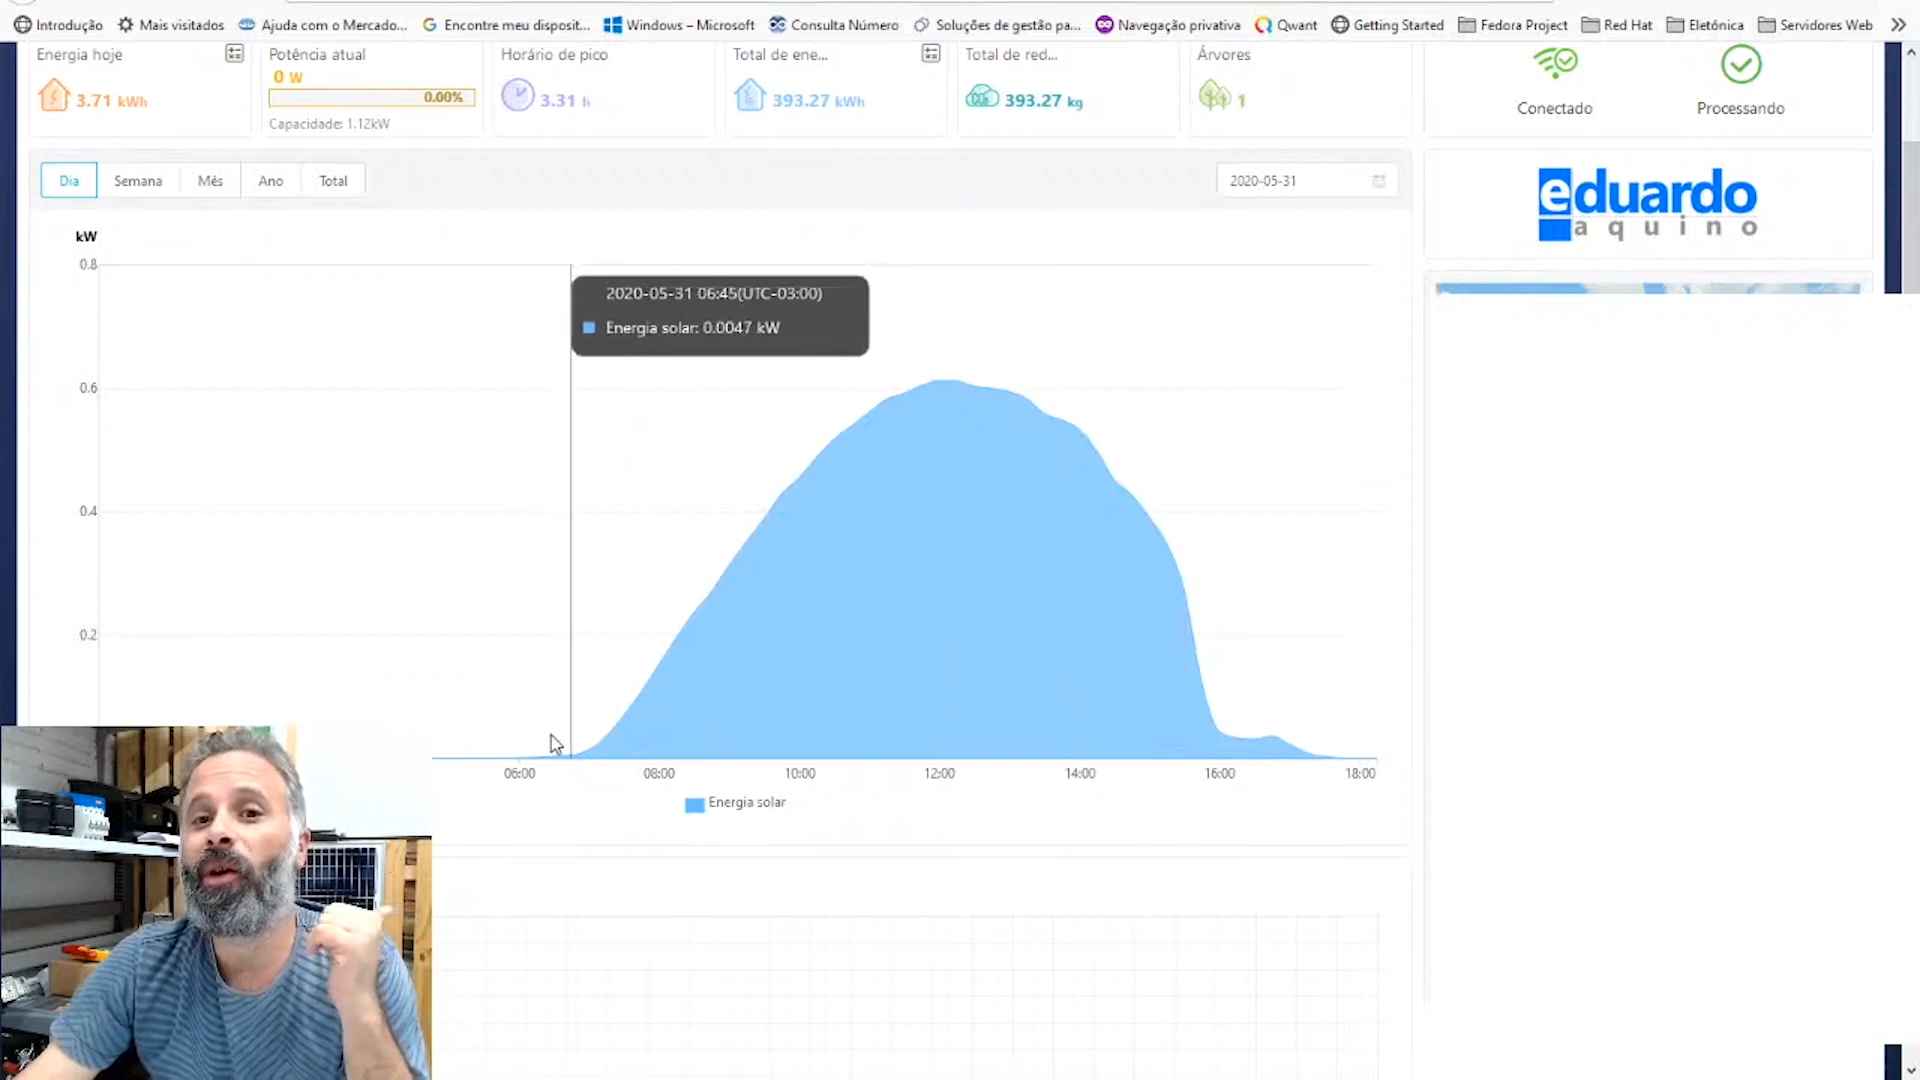 Introdução Mais visitados Ajuda com o Mercado... Encontre meu disposit... Windows – Microsoft Consulta Número Soluções de gestão pa... Navegação privativa Qwant Getting Started Fedora Project Red Hat Eletônica Servidores Web
Energia hoje
3.71 kWh
Potência atual
0 W
0.00%
Capacidade: 1.12kW
Horário de pico
3.31 h
Total de ene...
393.27 kWh
Total de red...
CO₂
393.27 kg
Árvores
1
Conectado
Processando
Dia Semana Mês Ano Total
2020-05-31
eduardo
aquino
kW
0.8
0.6
0.4
0.2
2020-05-31 06:45(UTC-03:00)
Energia solar: 0.0047 kW
06:00 08:00 10:00 12:00 14:00 16:00 18:00
Energia solar